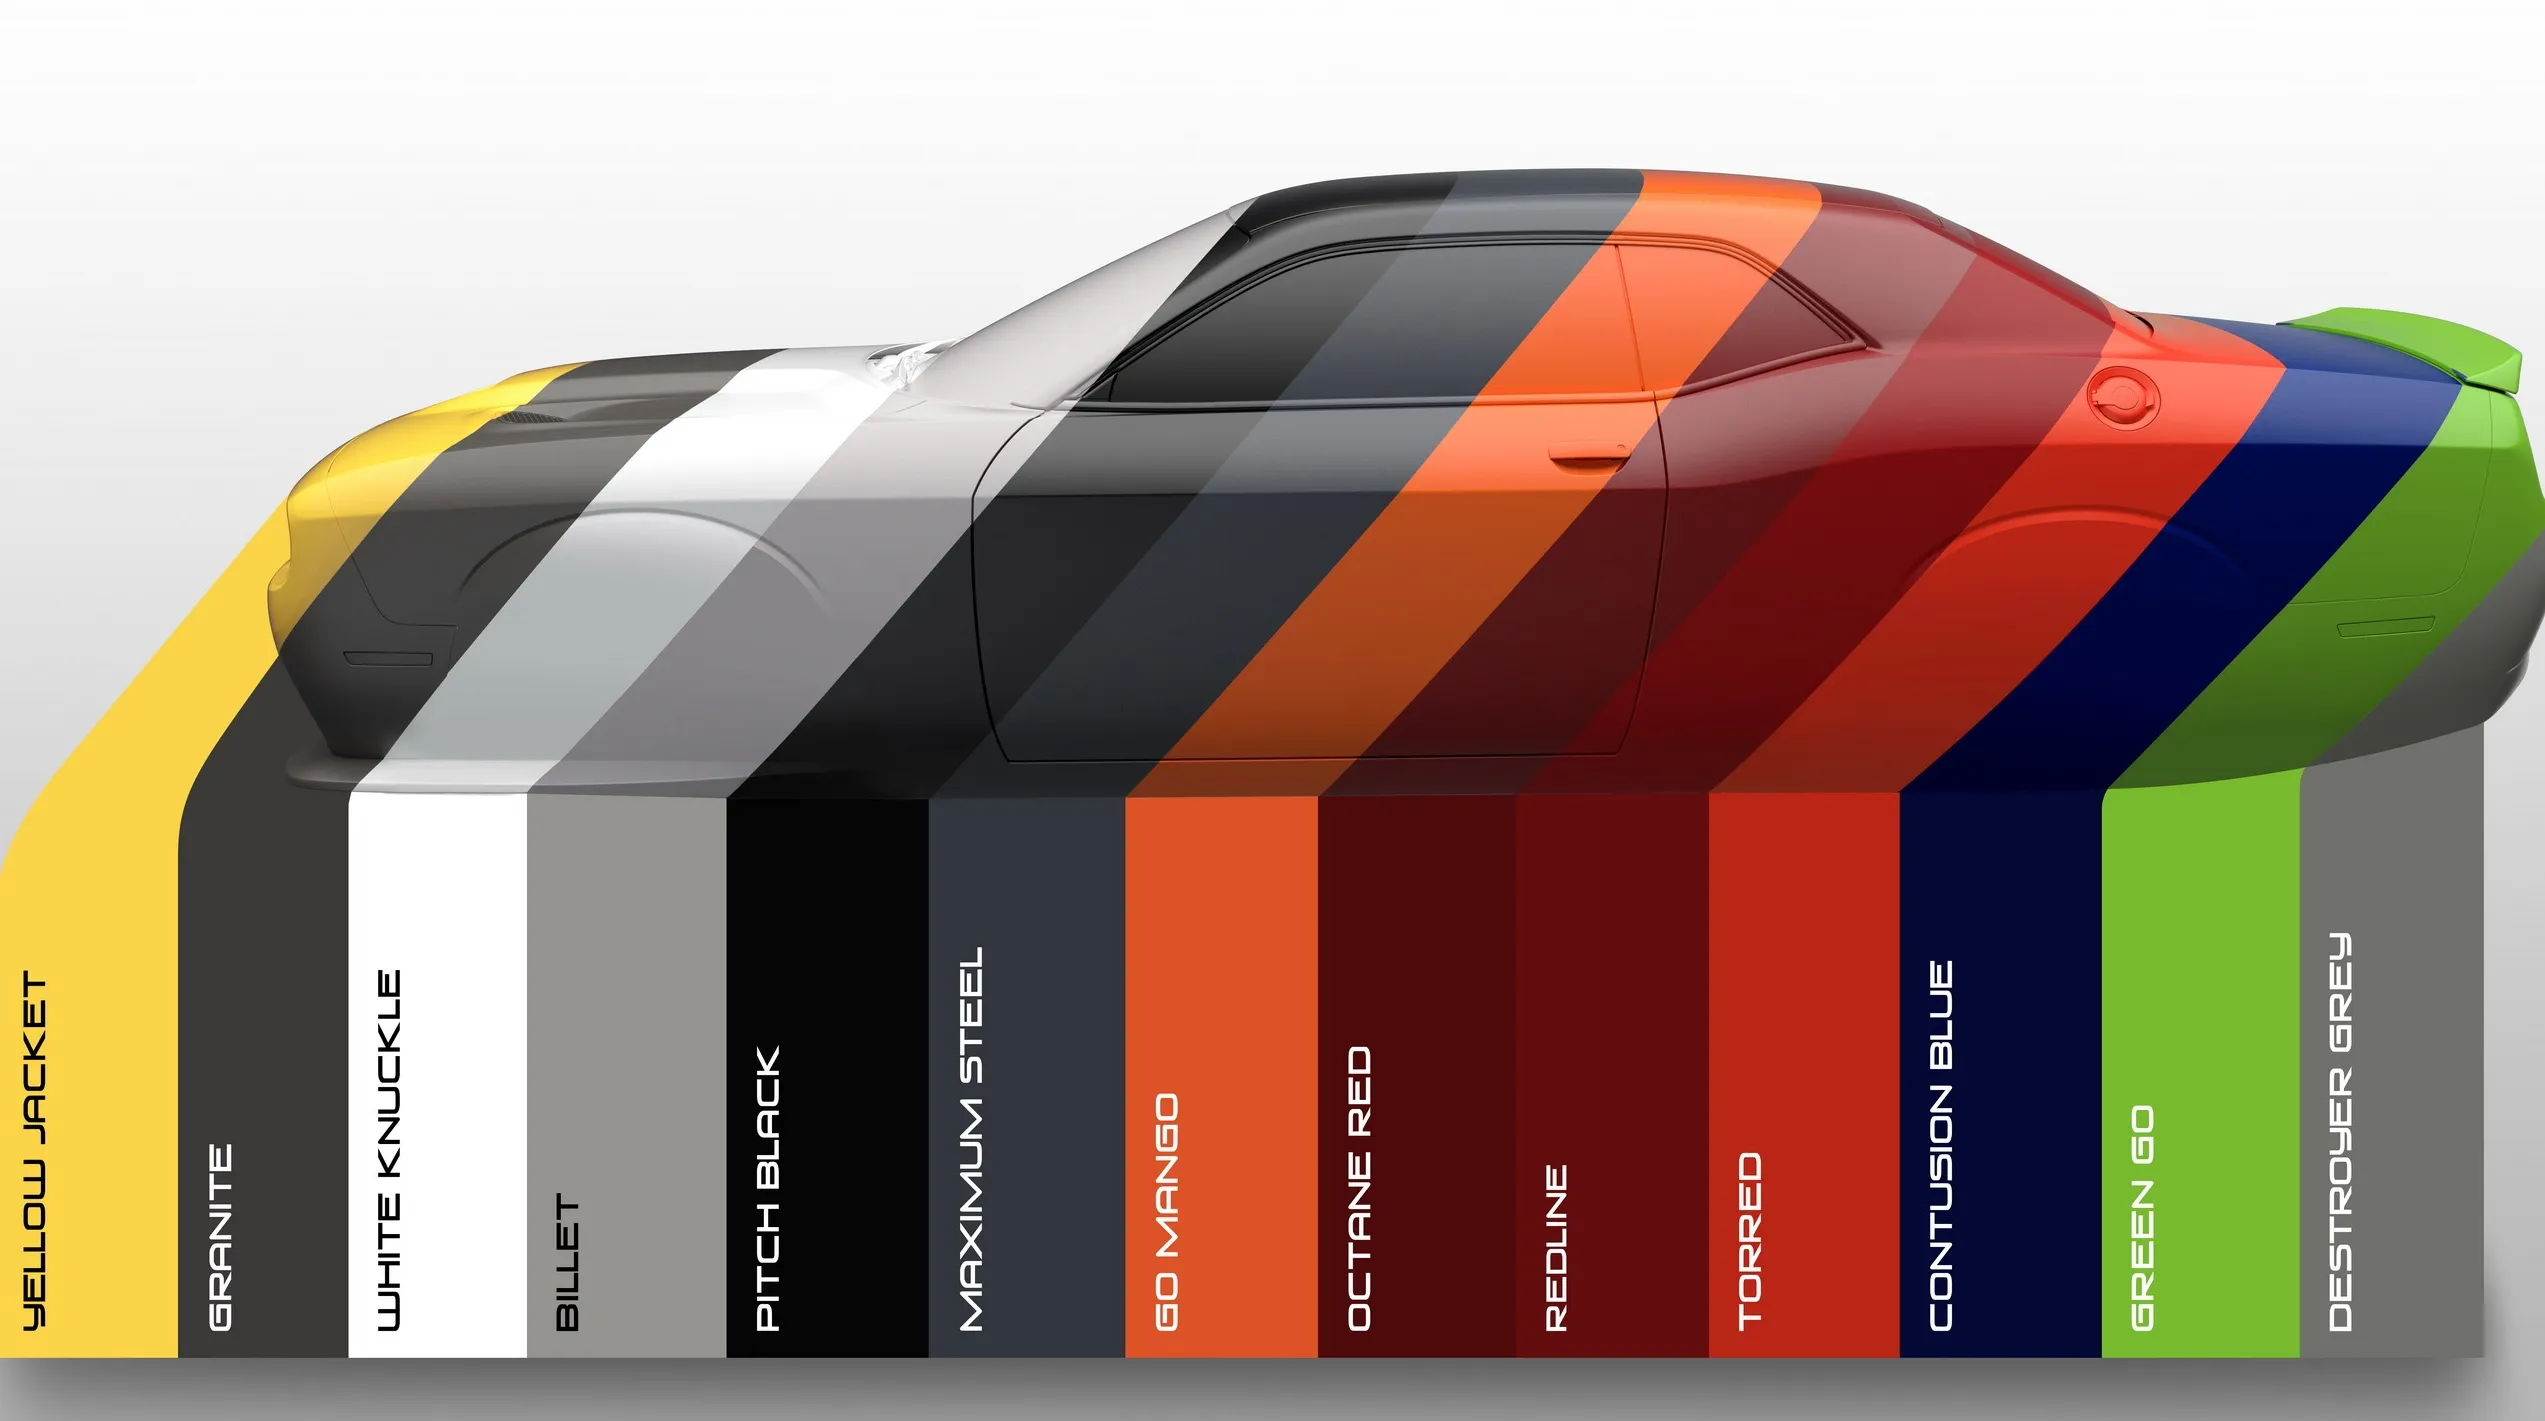 YELLOW JACKET
GRANITE
WHITE KNUCKLE
BILLET
PITCH BLACK
MAXIMUM STEEL
GO MANGO
OCTANE RED
REDLINE
TORRED
CONTUSION BLUE
GREEN GO
DESTROYER GREY